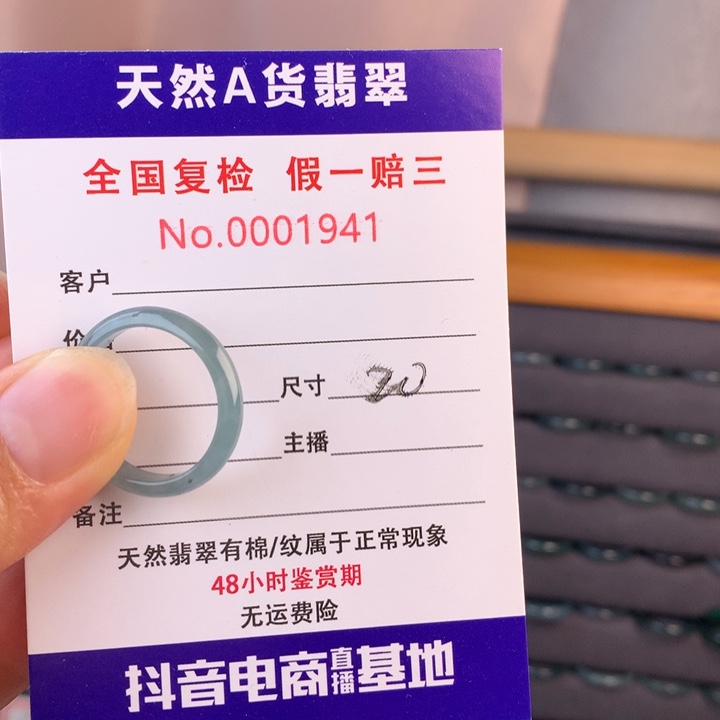 天然A货翡翠
全国复检 假一赔三
No.0001941
客户
价
尺寸 20
主播
备注
天然翡翠有棉/纹属于正常现象
48小时鉴赏期
无运费险
抖音电商直播基地